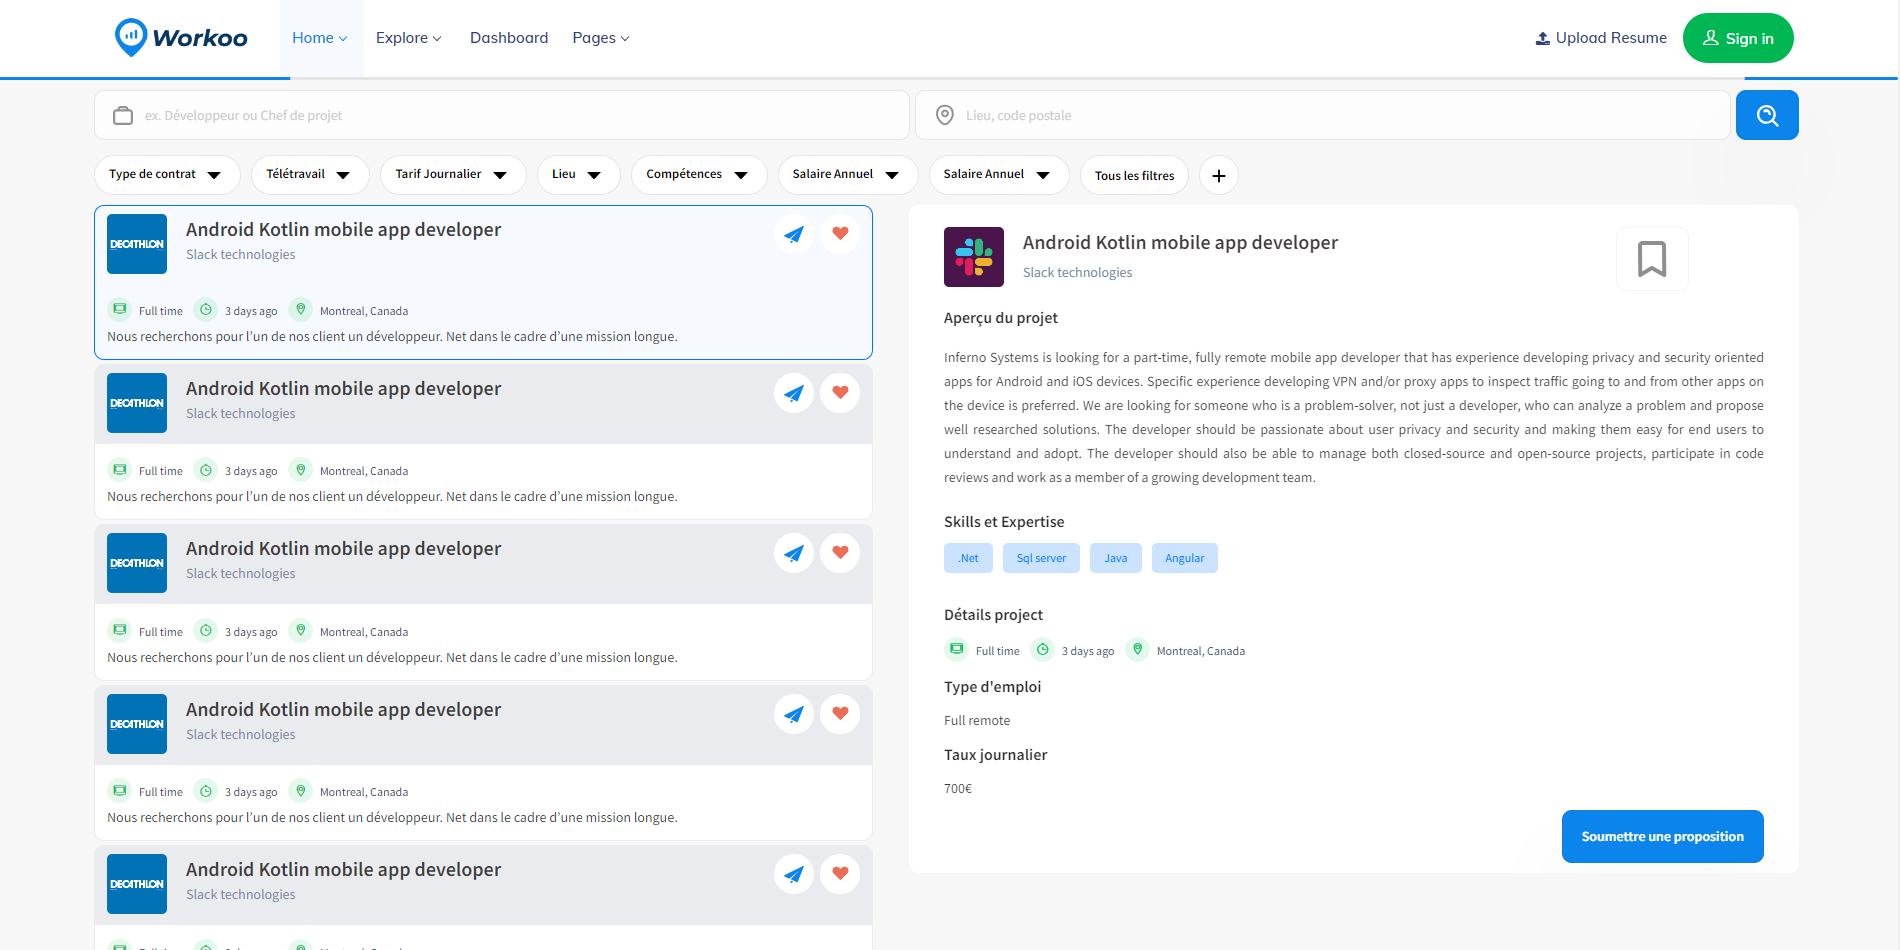 Workoo
Home
Explore
Dashboard
Pages
Upload Resume
Sign in
ex. Développeur ou Chef de projet
Lieu, code postale
Type de contrat
Télétravail
Tarif Journalier
Lieu
Compétences
Salaire Annuel
Salaire Annuel
Tous les filtres
DECATHLON
Android Kotlin mobile app developer
Slack technologies
Full time
3 days ago
Montreal, Canada
Nous recherchons pour l’un de nos client un développeur. Net dans le cadre d’une mission longue.
DECATHLON
Android Kotlin mobile app developer
Slack technologies
Full time
3 days ago
Montreal, Canada
Nous recherchons pour l’un de nos client un développeur. Net dans le cadre d’une mission longue.
DECATHLON
Android Kotlin mobile app developer
Slack technologies
Full time
3 days ago
Montreal, Canada
Nous recherchons pour l’un de nos client un développeur. Net dans le cadre d’une mission longue.
DECATHLON
Android Kotlin mobile app developer
Slack technologies
Full time
3 days ago
Montreal, Canada
Nous recherchons pour l’un de nos client un développeur. Net dans le cadre d’une mission longue.
DECATHLON
Android Kotlin mobile app developer
Slack technologies
Android Kotlin mobile app developer
Slack technologies
Aperçu du projet
Inferno Systems is looking for a part-time, fully remote mobile app developer that has experience developing privacy and security oriented
apps for Android and iOS devices. Specific experience developing VPN and/or proxy apps to inspect traffic going to and from other apps on
the device is preferred. We are looking for someone who is a problem-solver, not just a developer, who can analyze a problem and propose
well researched solutions. The developer should be passionate about user privacy and security and making them easy for end users to
understand and adopt. The developer should also be able to manage both closed-source and open-source projects, participate in code
reviews and work as a member of a growing development team.
Skills et Expertise
.Net
Sql server
Java
Angular
Détails project
Full time
3 days ago
Montreal, Canada
Type d'emploi
Full remote
Taux journalier
700€
Soumettre une proposition